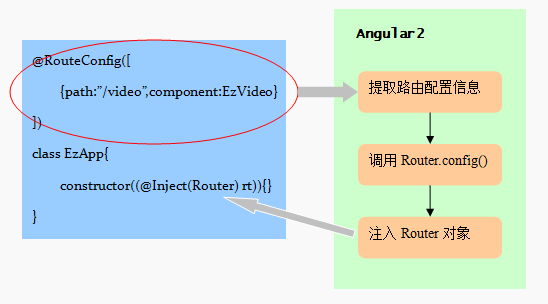 @RouteConfig([
{path:"/video",component:EzVideo}
])
class EzApp{
constructor((@Inject(Router) rt)){}
}
Angular2
提取路由配置信息
调用 Router.config()
注入 Router 对象